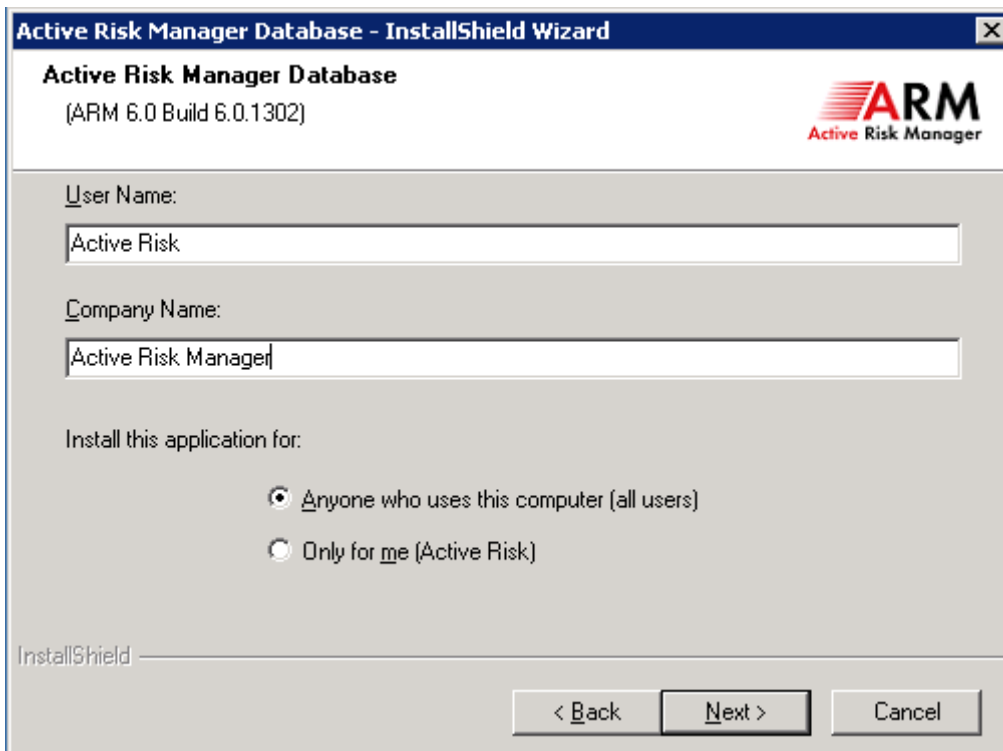 Active Risk Manager Database - InstallShield Wizard
Active Risk Manager Database
(ARM 6.0 Build 6.0.1302)
ARM
Active Risk Manager
User Name:
Active Risk
Company Name:
Active Risk Manager
Install this application for:
Anyone who uses this computer (all users)
Only for me (Active Risk)
InstallShield
< Back
Next >
Cancel